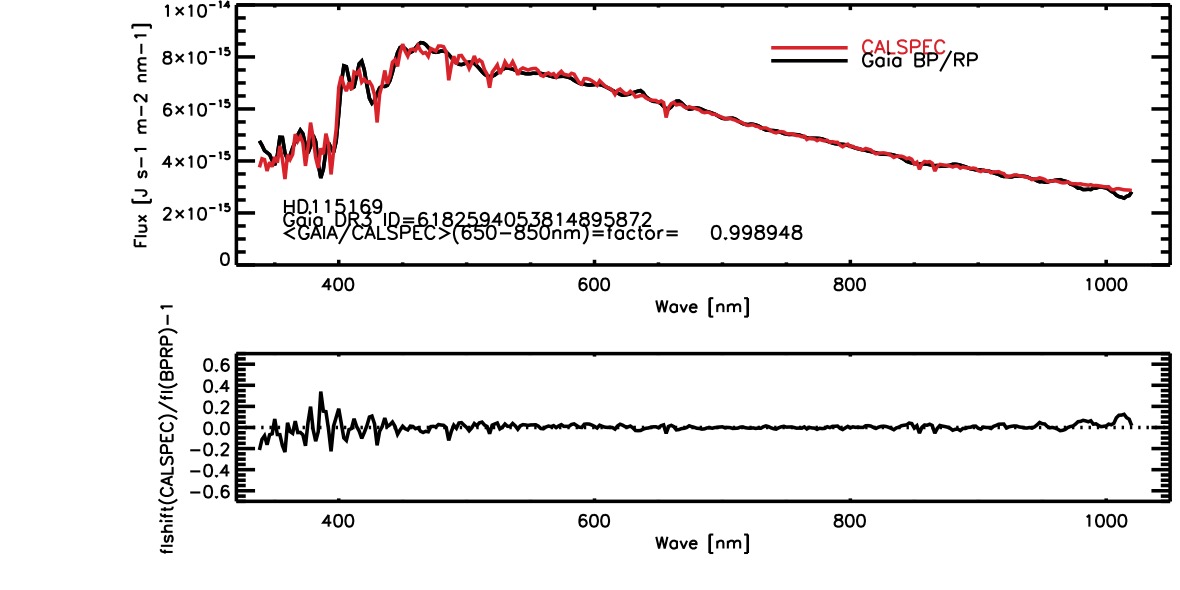 1×10−14
8×10−15
6×10−15
4×10−15
2×10−15
0
Flux [J s−1 m−2 nm−1]
CALSPEC
Gaia BP/RP
HD115169
Gaia DR3 ID=6182594053814895872
<GAIA/CALSPEC>(650−850nm)=factor= 0.998948
400 600 800 1000
Wave [nm]
flshift(CALSPEC)/fl(BPRP)−1
0.6
0.4
0.2
0.0
−0.2
−0.4
−0.6
400 600 800 1000
Wave [nm]